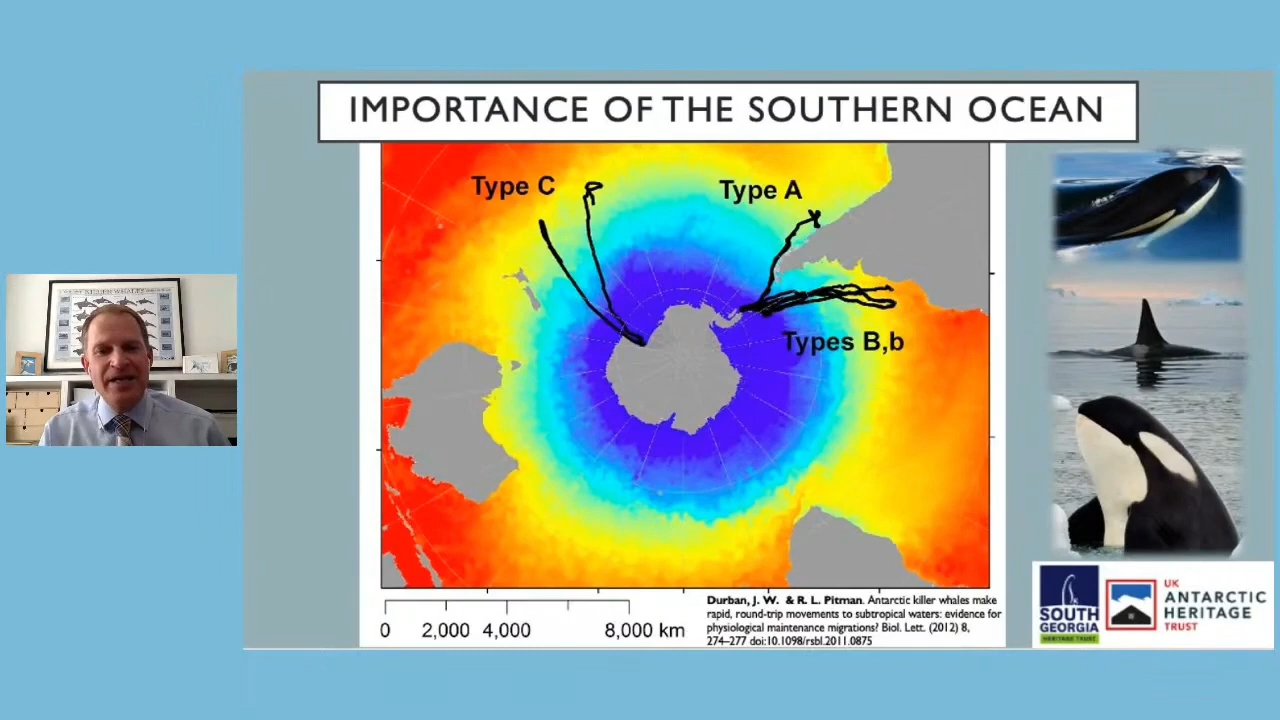 IMPORTANCE OF THE SOUTHERN OCEAN
Type C
Type A
Types B,b
0 2,000 4,000 8,000 km
Durban, J. W. & R. L. Pitman. Antarctic killer whales make
rapid, round-trip movements to subtropical waters: evidence for
physiological maintenance migrations? Biol. Lett. (2012) 8,
274–277 doi:10.1098/rsbl.2011.0875
SOUTH
GEORGIA
HERITAGE TRUST
UK
ANTARCTIC
HERITAGE
TRUST